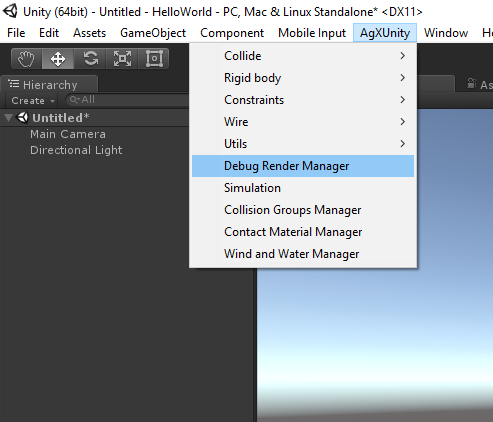 Unity (64bit) - Untitled - HelloWorld - PC, Mac & Linux Standalone* <DX11>
File Edit Assets GameObject Component Mobile Input AgXUnity Window
Hierarchy
Create All
Untitled*
Main Camera
Directional Light
Collide
Rigid body
Constraints
Wire
Utils
Debug Render Manager
Simulation
Collision Groups Manager
Contact Material Manager
Wind and Water Manager